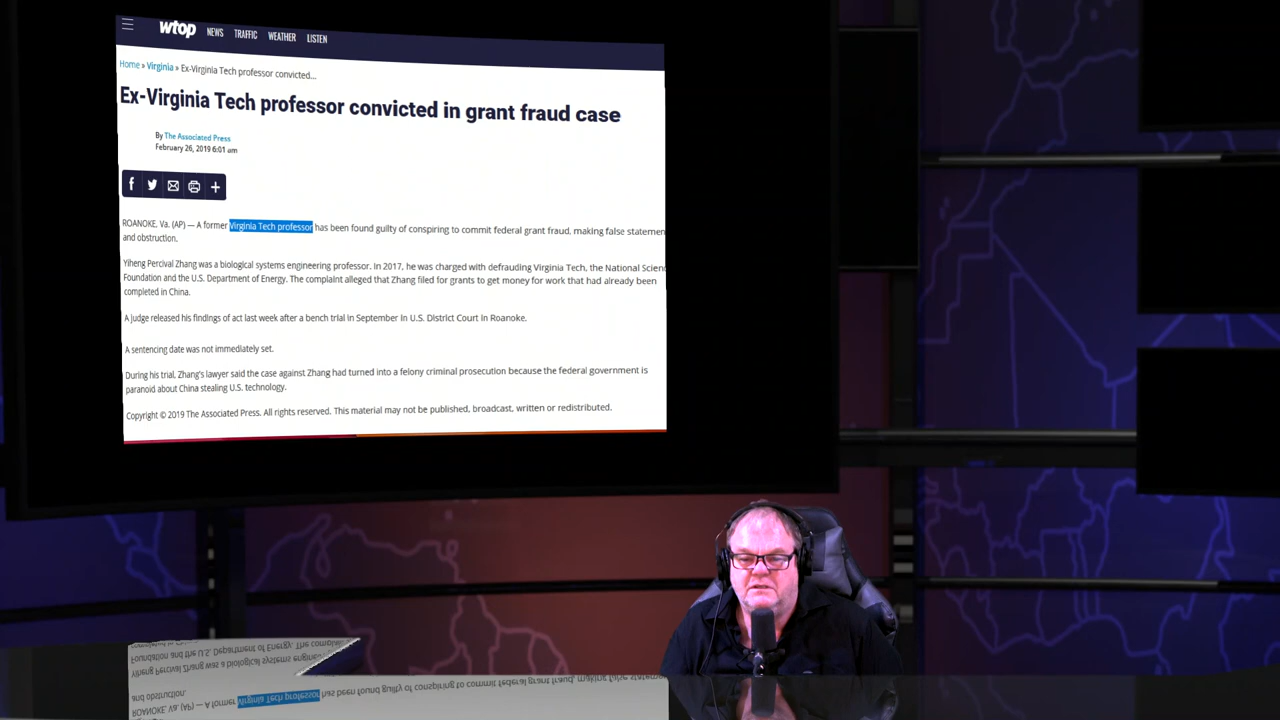 wtop NEWS TRAFFIC WEATHER LISTEN
Home » Virginia » Ex-Virginia Tech professor convicted...
Ex-Virginia Tech professor convicted in grant fraud case
By The Associated Press
February 26, 2019 6:01 am
ROANOKE, Va. (AP) — A former Virginia Tech professor has been found guilty of conspiring to commit federal grant fraud, making false statemen
and obstruction.
Yiheng Percival Zhang was a biological systems engineering professor. In 2017, he was charged with defrauding Virginia Tech, the National Scien
Foundation and the U.S. Department of Energy. The complaint alleged that Zhang filed for grants to get money for work that had already been
completed in China.
A judge released his findings of act last week after a bench trial in September in U.S. District Court in Roanoke.
A sentencing date was not immediately set.
During his trial, Zhang's lawyer said the case against Zhang had turned into a felony criminal prosecution because the federal government is
paranoid about China stealing U.S. technology.
Copyright © 2019 The Associated Press. All rights reserved. This material may not be published, broadcast, written or redistributed.